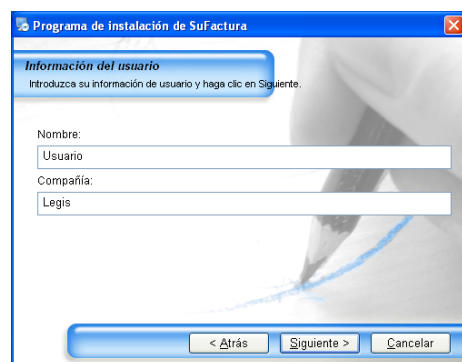 Programa de instalación de SuFactura
Información del usuario
Introduzca su información de usuario y haga clic en Siguiente.
Nombre:
Usuario
Compañía:
Legis
< Atrás
Siguiente >
Cancelar